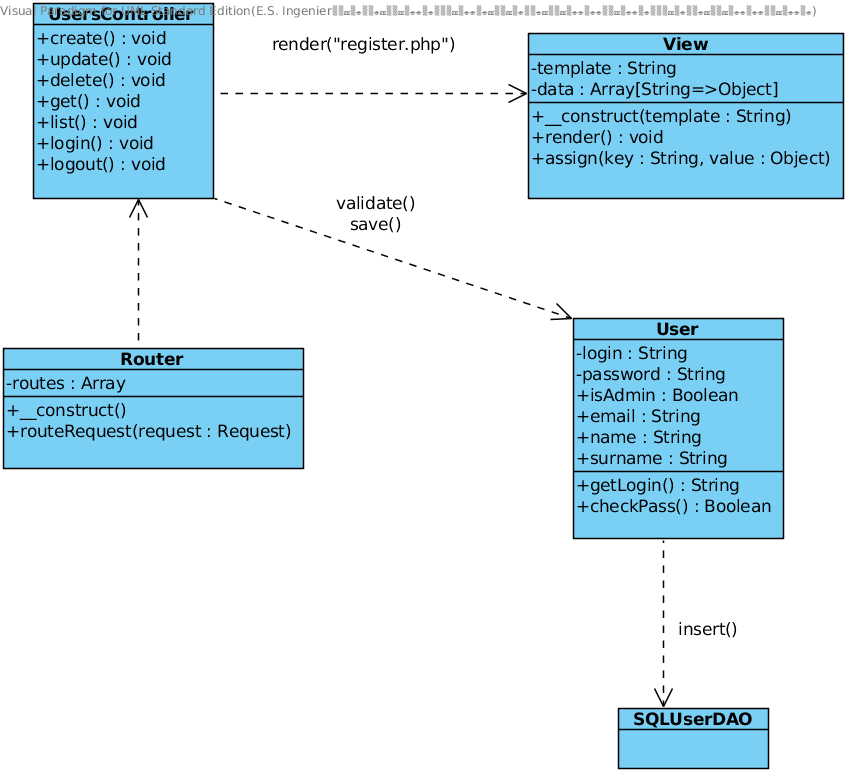 Visual Paradigm for UML Standard Edition(E.S. Ingenier
UsersController
+create() : void
+update() : void
+delete() : void
+get() : void
+list() : void
+login() : void
+logout() : void
render("register.php")
View
-template : String
-data : Array[String=>Object]
+__construct(template : String)
+render() : void
+assign(key : String, value : Object)
validate()
save()
Router
-routes : Array
+__construct()
+routeRequest(request : Request)
User
-login : String
-password : String
+isAdmin : Boolean
+email : String
+name : String
+surname : String
+getLogin() : String
+checkPass() : Boolean
insert()
SQLUserDAO